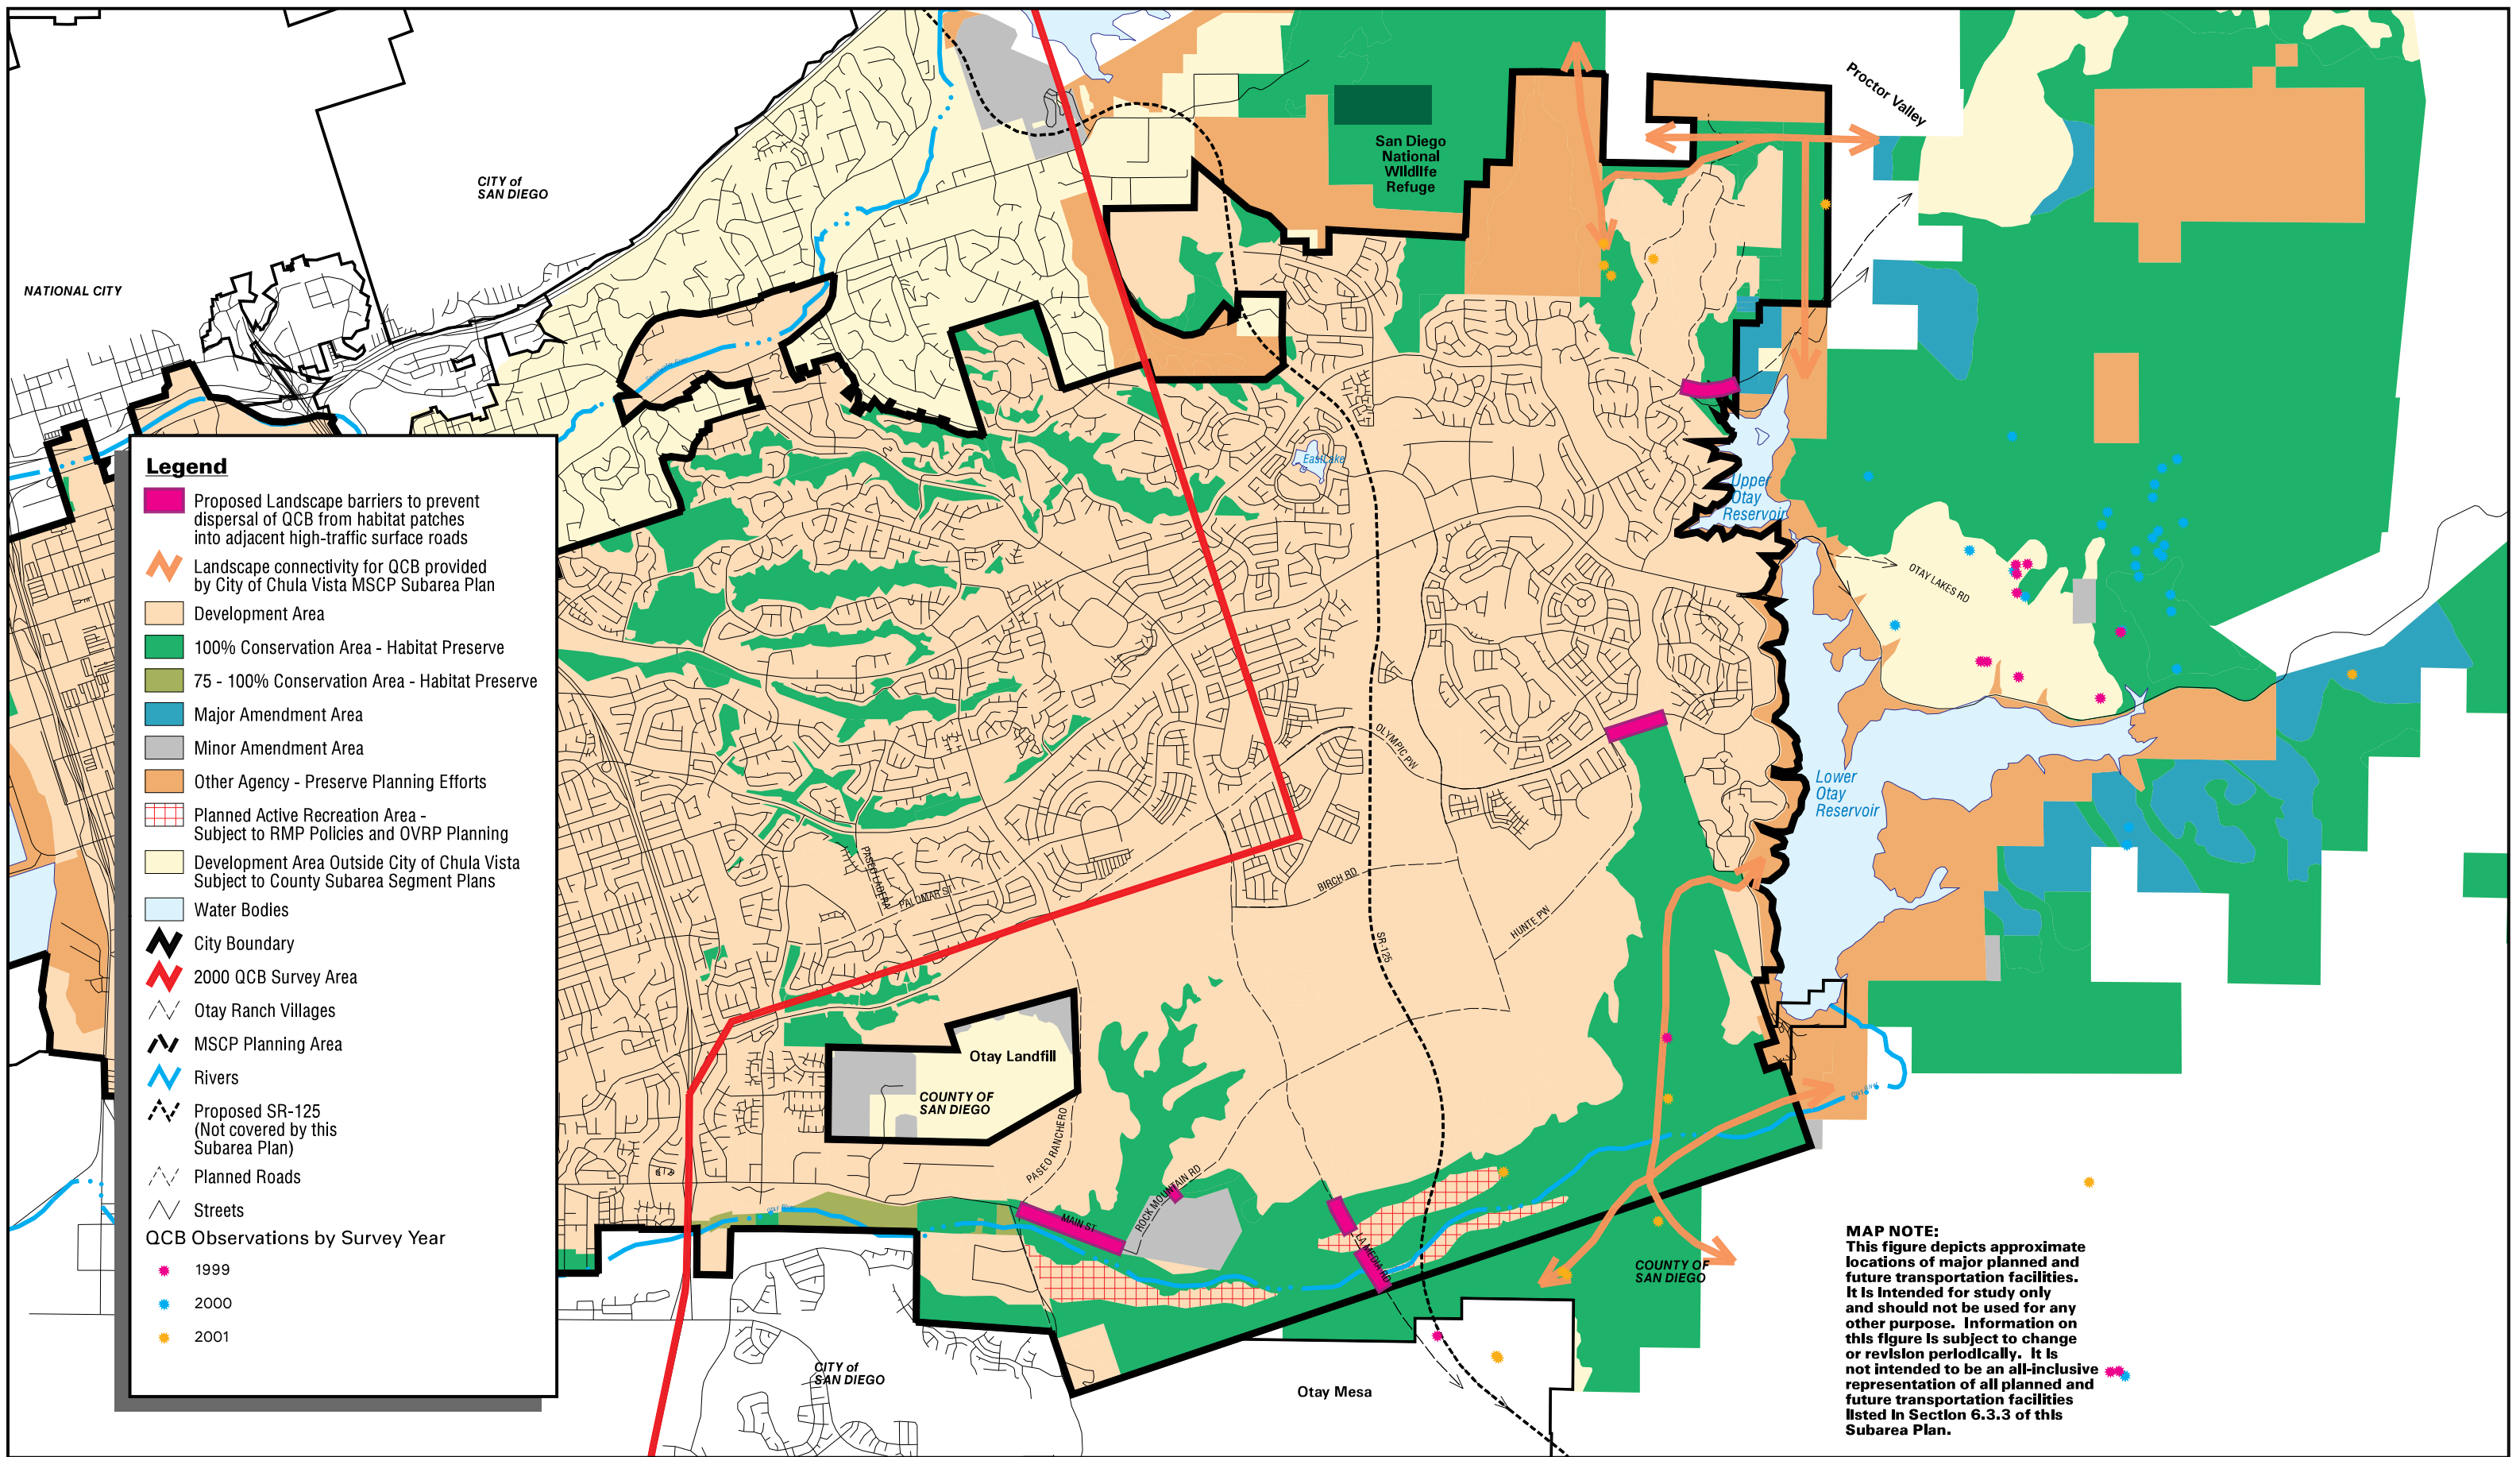 Proctor Valley
CITY of
SAN DIEGO
San Diego
National
Wildlife
Refuge
NATIONAL CITY
EastLake
Upper
Otay
Reservoir
OTAY LAKES RD
OLYMPIC PW
Lower
Otay
Reservoir
PASEO LADERA
PALOMAR ST
BIRCH RD
HUNTE PW
SR-125
Otay Landfill
COUNTY OF
SAN DIEGO
PASEO RANCHERO
ROCK MOUNTAIN RD
MAIN ST
LA MEDIA RD
COUNTY OF
SAN DIEGO
CITY of
SAN DIEGO
Otay Mesa
Legend
Proposed Landscape barriers to prevent
dispersal of QCB from habitat patches
into adjacent high-traffic surface roads
Landscape connectivity for QCB provided
by City of Chula Vista MSCP Subarea Plan
Development Area
100% Conservation Area - Habitat Preserve
75 - 100% Conservation Area - Habitat Preserve
Major Amendment Area
Minor Amendment Area
Other Agency - Preserve Planning Efforts
Planned Active Recreation Area -
Subject to RMP Policies and OVRP Planning
Development Area Outside City of Chula Vista
Subject to County Subarea Segment Plans
Water Bodies
City Boundary
2000 QCB Survey Area
Otay Ranch Villages
MSCP Planning Area
Rivers
Proposed SR-125
(Not covered by this
Subarea Plan)
Planned Roads
Streets
QCB Observations by Survey Year
1999
2000
2001
MAP NOTE:
This figure depicts approximate
locations of major planned and
future transportation facilities.
It is intended for study only
and should not be used for any
other purpose. Information on
this figure is subject to change
or revision periodically. It is
not intended to be an all-inclusive
representation of all planned and
future transportation facilities
listed in Section 6.3.3 of this
Subarea Plan.